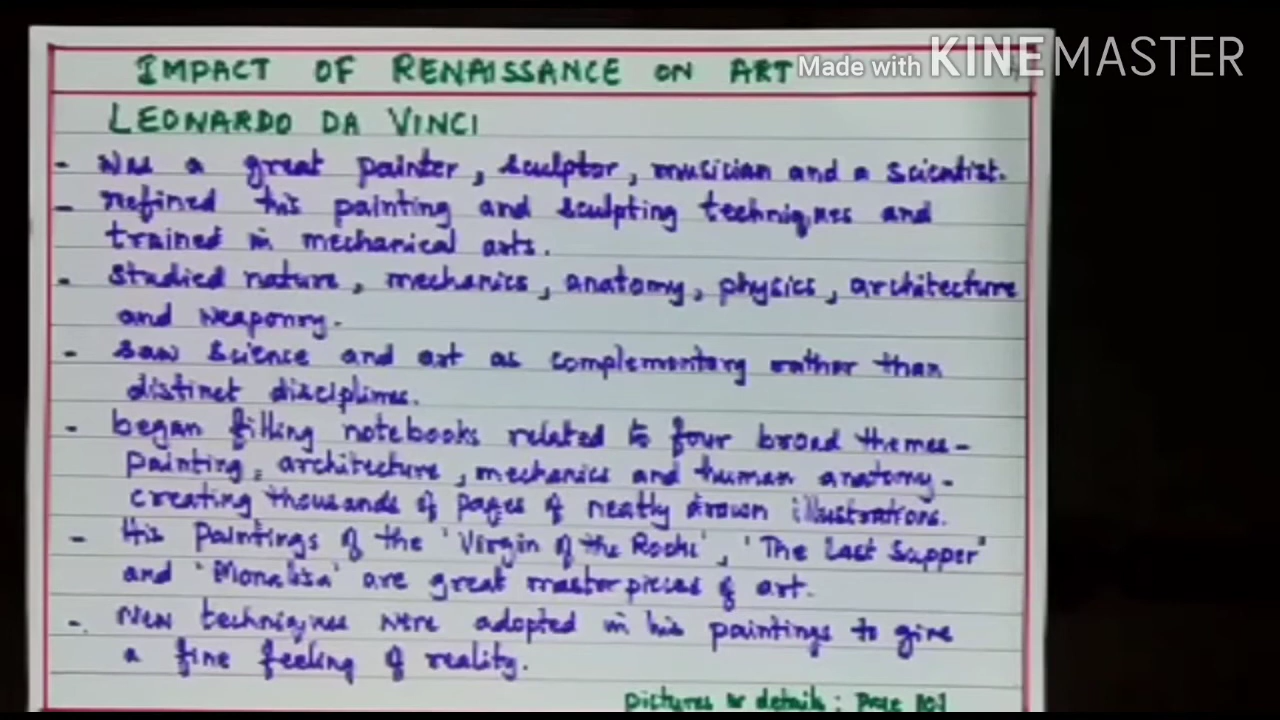 IMPACT OF RENAISSANCE ON ART
Made with KINEMASTER
LEONARDO DA VINCI
- Was a great painter, sculptor, musician and a scientist.
- refined his painting and sculpting techniques and
trained in mechanical arts.
- studied nature, mechanics, anatomy, physics, architecture
and weaponry.
- saw science and art as complementary rather than
distinct disciplines.
- began filling notebooks related to four broad themes -
painting, architecture, mechanics and human anatomy -
creating thousands of pages of neatly drawn illustrations.
- His Paintings of the 'Virgin of the Rocks', 'The Last Supper'
and 'Monalisa' are great masterpieces of art.
- New techniques were adopted in his paintings to give
a fine feeling of reality.
pictures & details : Page 101